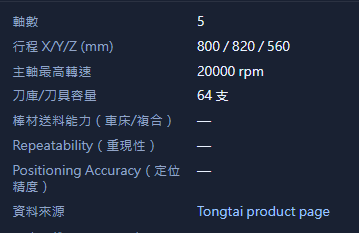 軸數 5
行程 X/Y/Z (mm) 800 / 820 / 560
主軸最高轉速 20000 rpm
刀庫/刀具容量 64 支
棒材送料能力（車床/複合） —
Repeatability（重現性） —
Positioning Accuracy（定位精度） —
資料來源 Tongtai product page